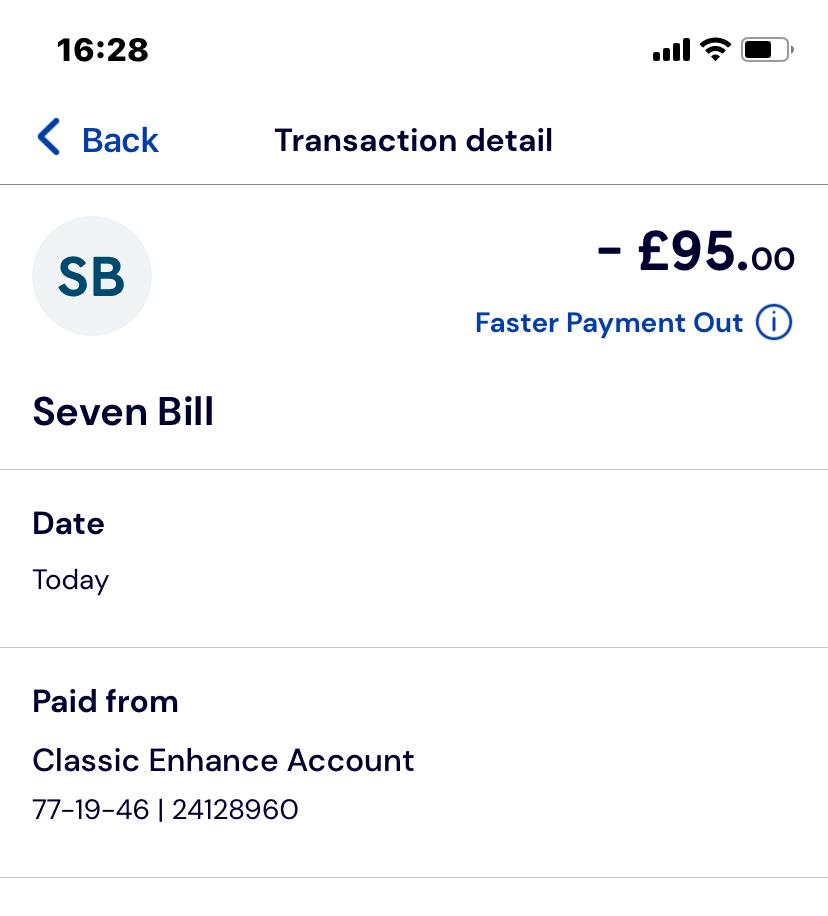 16:28
Back
Transaction detail
SB
- £95.00
Faster Payment Out i
Seven Bill
Date
Today
Paid from
Classic Enhance Account
77-19-46 | 24128960